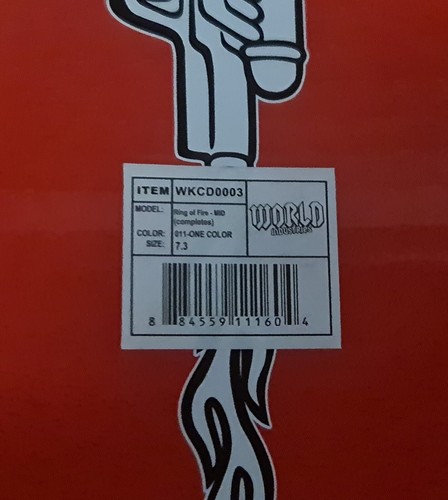 ITEM WKCD0003
MODEL: Ring of Fire - MID
(completes)
COLOR: 011-ONE COLOR
SIZE: 7.3
WORLD
industries
8 84559 11160 4